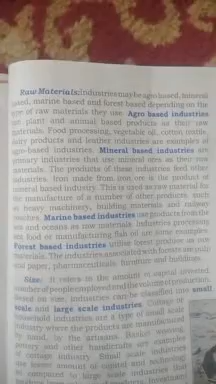 Raw Materials: Industries may be agro based, mineral
based, marine based and forest based depending on the
type of raw materials they use. Agro based industries
use plant and animal based products as their raw
materials. Food processing, vegetable oil, cotton textile,
dairy products and leather industries are examples of
agro-based industries. Mineral based industries are
primary industries that use mineral ores as their raw
materials. The products of these industries feed other
industries. Iron made from iron ore is the product of
mineral based industry. This is used as raw material for
the manufacture of a number of other products, such
as heavy machinery, building materials and railway
coaches. Marine based industries use products from the
sea and oceans as raw materials. Industries processing
sea food or manufacturing fish oil are some examples.
Forest based industries utilise forest produce as raw
materials. The industries associated with forests are pulp
and paper, pharmaceuticals, furniture and buildings.
Size: It refers to the amount of capital invested,
number of people employed and the volume of production.
Based on size, industries can be classified into small
scale and large scale industries. Cottage or
household industries are a type of small scale
industry where the products are manufactured
by hand, by the artisans. Basket weaving,
pottery and other handicrafts are examples
of cottage industry. Small scale industries
use lesser amount of capital and technology
as compared to large scale industries that